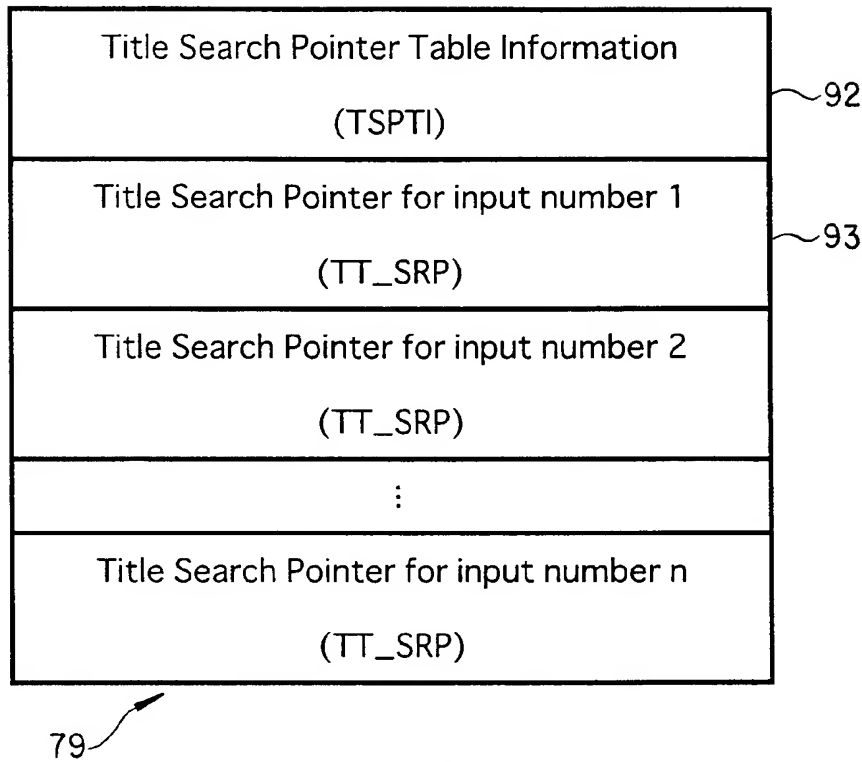 Title Search Pointer Table Information
(TSPTI)
92
Title Search Pointer for input number 1
93
(TT_SRP)
Title Search Pointer for input number 2
(TT_SRP)
⋮
Title Search Pointer for input number n
(TT_SRP)
79